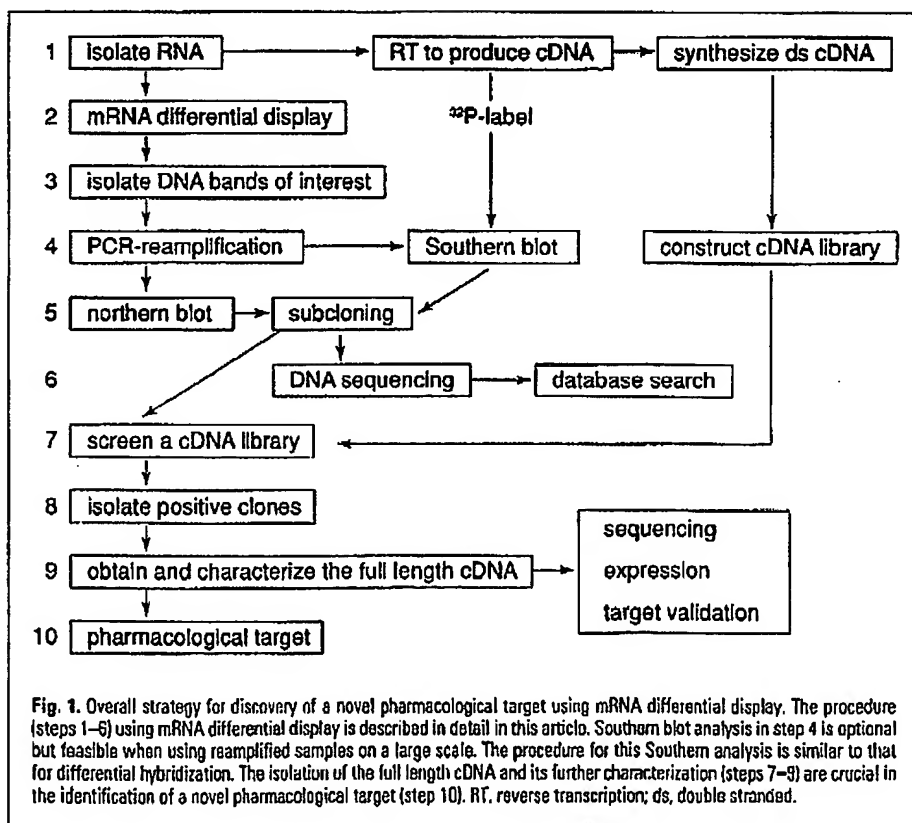 1 isolate RNA RT to produce cDNA synthesize ds cDNA
2 mRNA differential display ³²P-label
3 isolate DNA bands of interest
4 PCR-reamplification Southern blot construct cDNA library
5 northern blot subcloning
6 DNA sequencing database search
7 screen a cDNA library
8 isolate positive clones
9 obtain and characterize the full length cDNA
sequencing
expression
target validation
10 pharmacological target
Fig. 1. Overall strategy for discovery of a novel pharmacological target using mRNA differential display. The procedure
(steps 1–6) using mRNA differential display is described in detail in this article. Southern blot analysis in step 4 is optional
but feasible when using reamplified samples on a large scale. The procedure for this Southern analysis is similar to that
for differential hybridization. The isolation of the full length cDNA and its further characterization (steps 7–9) are crucial in
the identification of a novel pharmacological target (step 10). RT, reverse transcription; ds, double stranded.